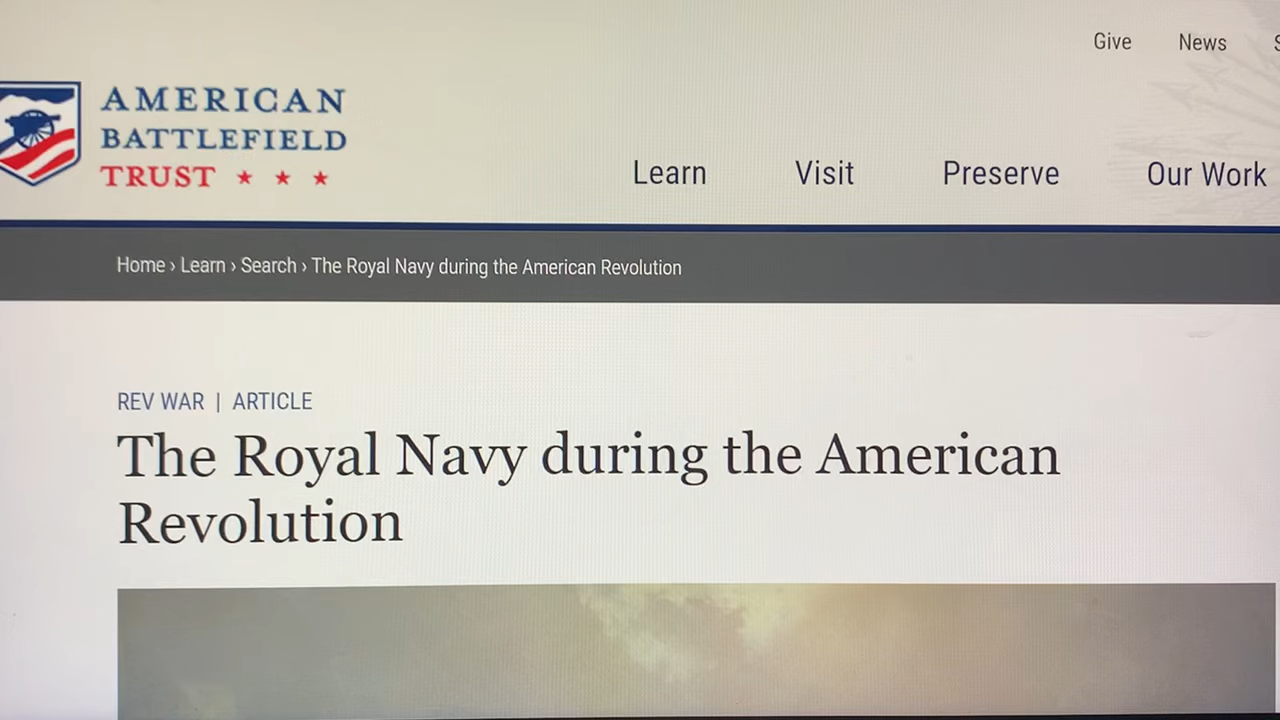 Give News
AMERICAN
BATTLEFIELD
TRUST
Learn Visit Preserve Our Work
Home › Learn › Search › The Royal Navy during the American Revolution
REV WAR | ARTICLE
The Royal Navy during the American
Revolution